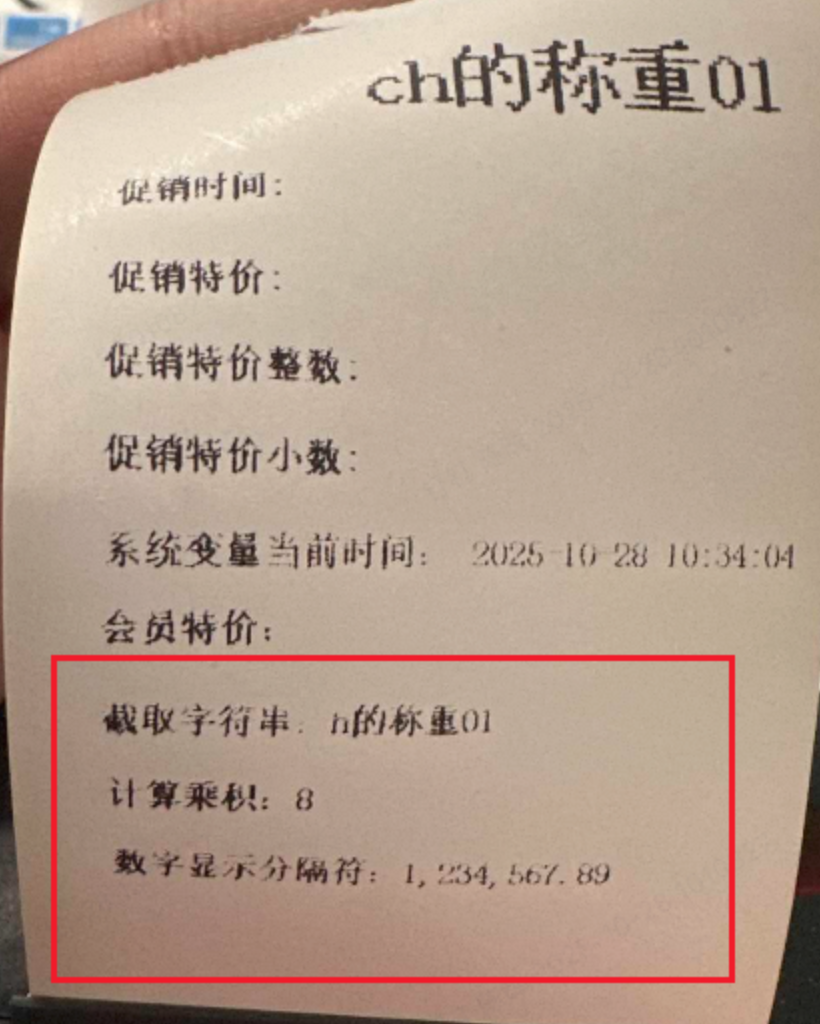 ch的称重01
促销时间:
促销特价:
促销特价整数:
促销特价小数:
系统变量当前时间: 2025-10-28 10:34:04
会员特价:
截取字符串: h的称重01
计算乘积: 8
数字显示分隔符: 1,234,567.89